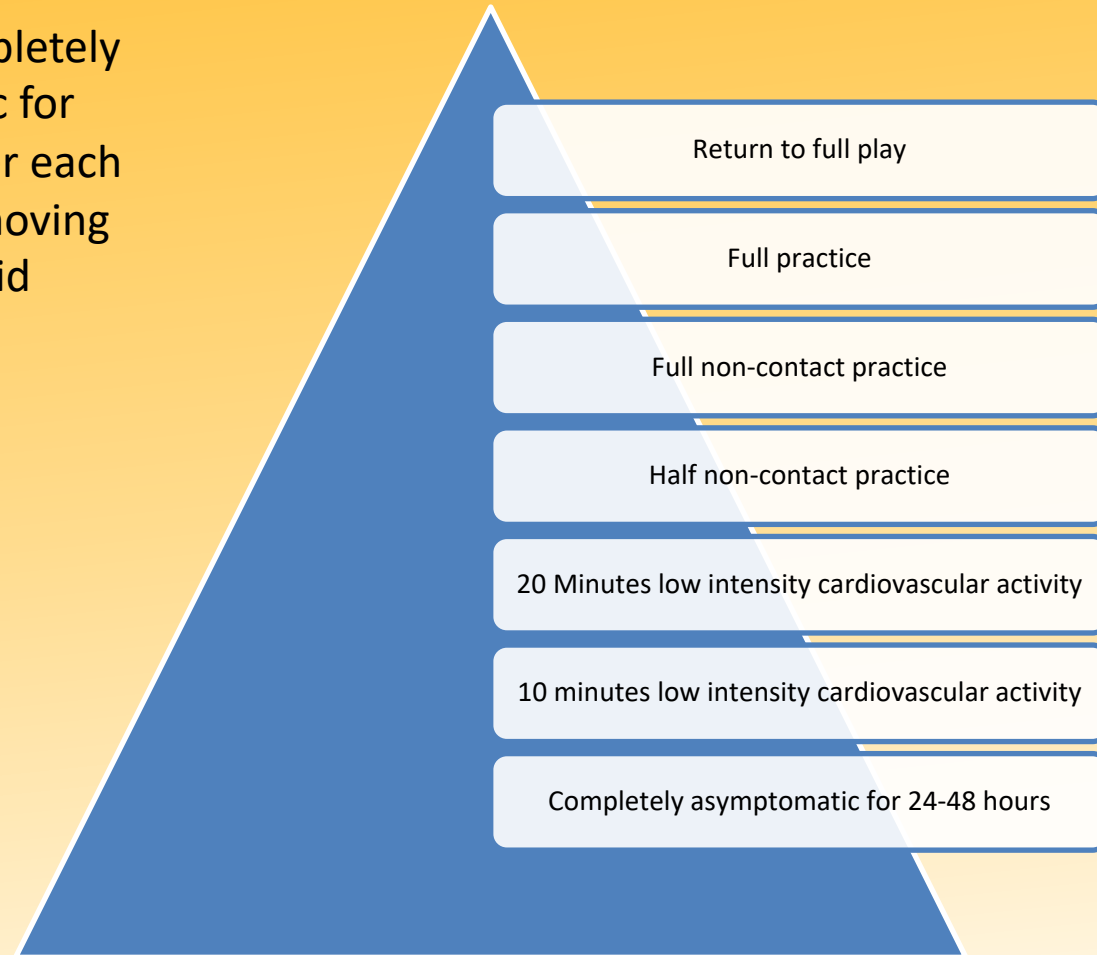 pletely
c for
r each
noving
id
Return to full play
Full practice
Full non-contact practice
Half non-contact practice
20 Minutes low intensity cardiovascular activity
10 minutes low intensity cardiovascular activity
Completely asymptomatic for 24-48 hours